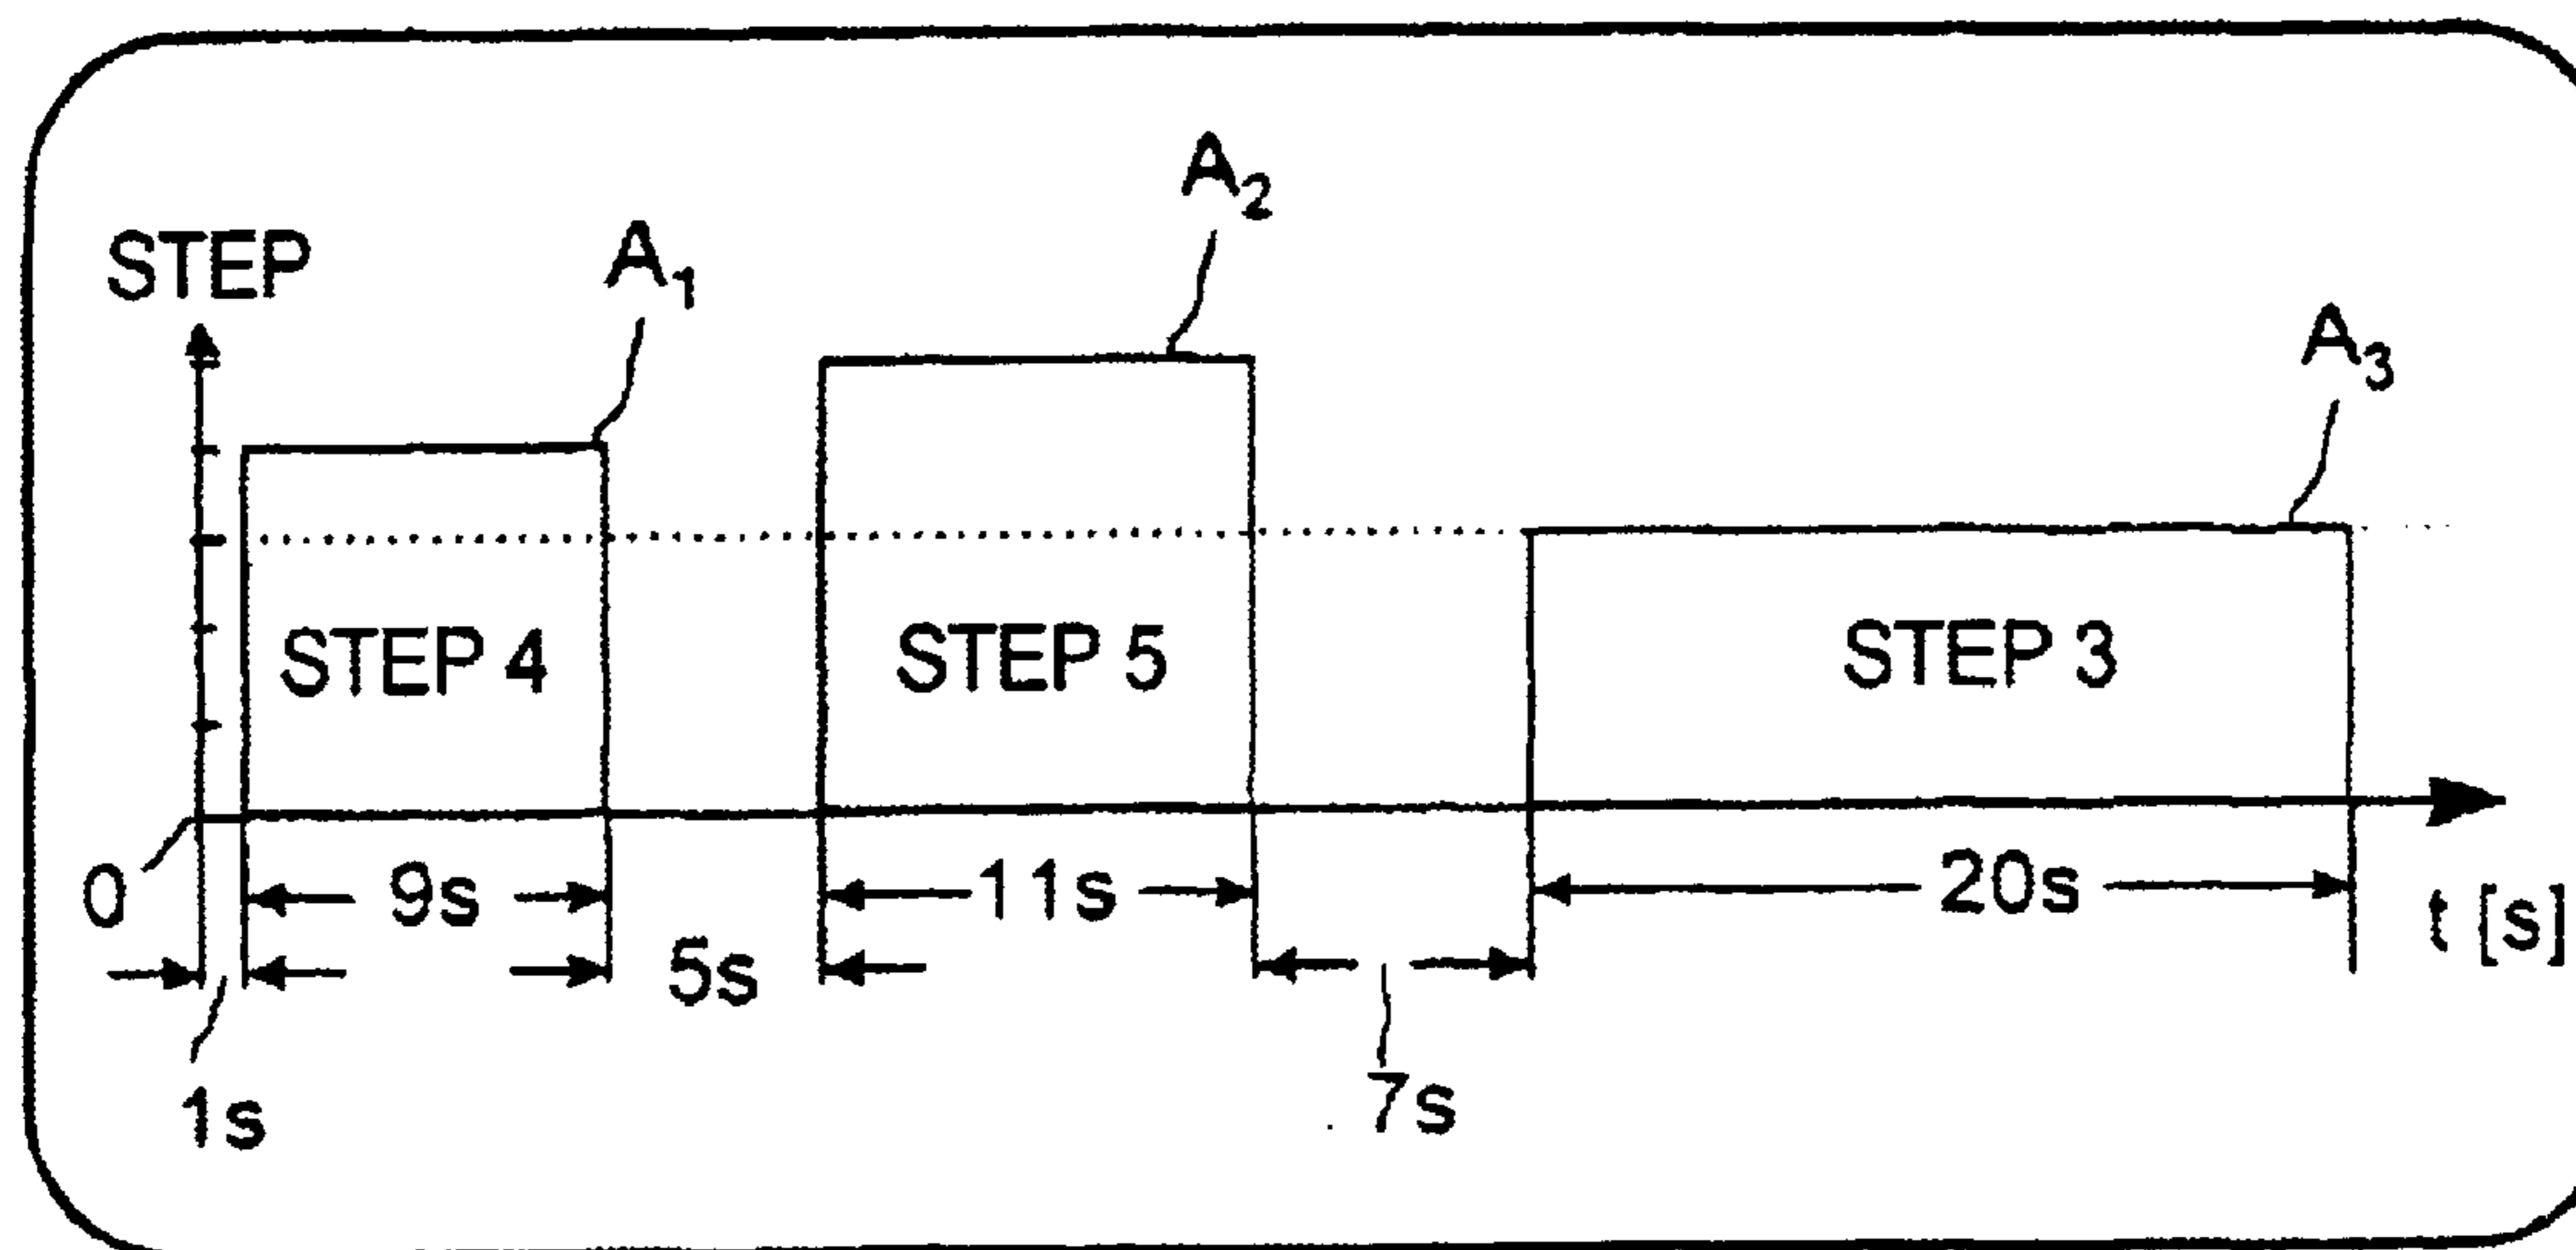 A₂
STEP
A₁
A₃
STEP 4
STEP 5
STEP 3
0
9s
11s
20s
t [s]
5s
1s
7s